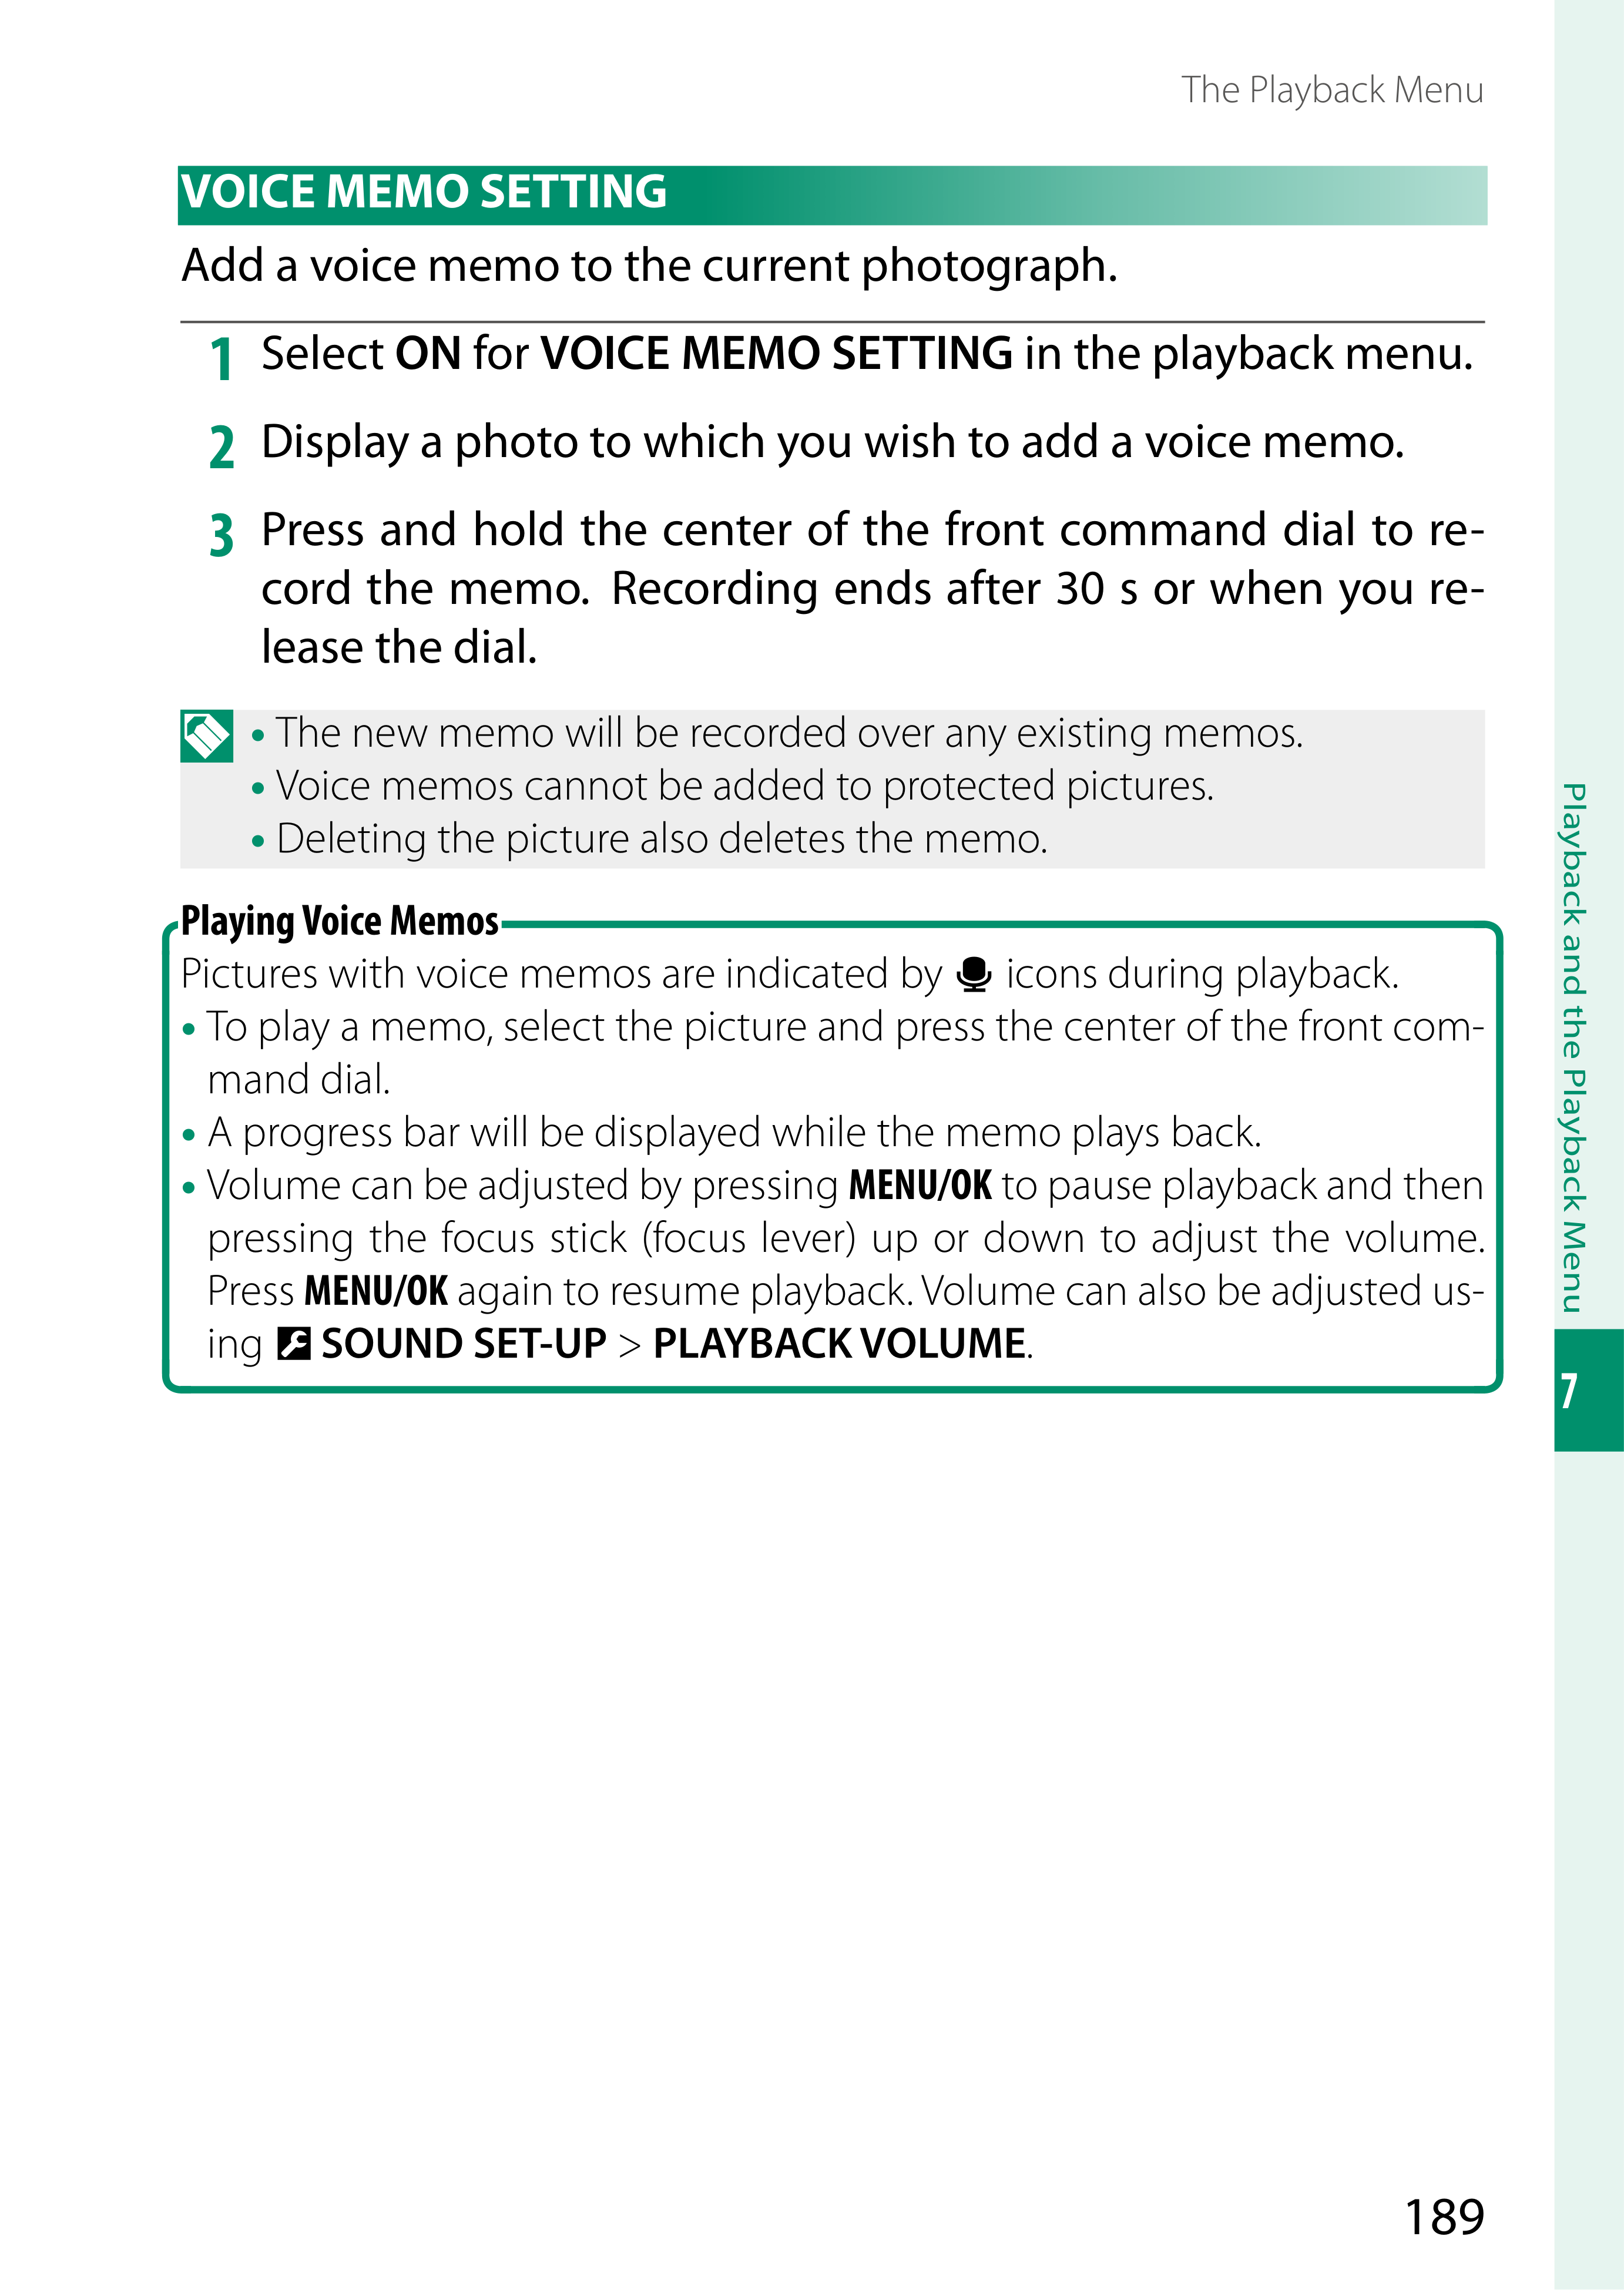 The Playback Menu
VOICE MEMO SETTING
Add a voice memo to the current photograph.
1 Select ON for VOICE MEMO SETTING in the playback menu.
2 Display a photo to which you wish to add a voice memo.
3 Press and hold the center of the front command dial to re-
cord the memo. Recording ends after 30 s or when you re-
lease the dial.
• The new memo will be recorded over any existing memos.
• Voice memos cannot be added to protected pictures.
• Deleting the picture also deletes the memo.
Playing Voice Memos
Pictures with voice memos are indicated by icons during playback.
• To play a memo, select the picture and press the center of the front com-
mand dial.
• A progress bar will be displayed while the memo plays back.
• Volume can be adjusted by pressing MENU/OK to pause playback and then
pressing the focus stick (focus lever) up or down to adjust the volume.
Press MENU/OK again to resume playback. Volume can also be adjusted us-
ing SOUND SET-UP > PLAYBACK VOLUME.
Playback and the Playback Menu
7
189